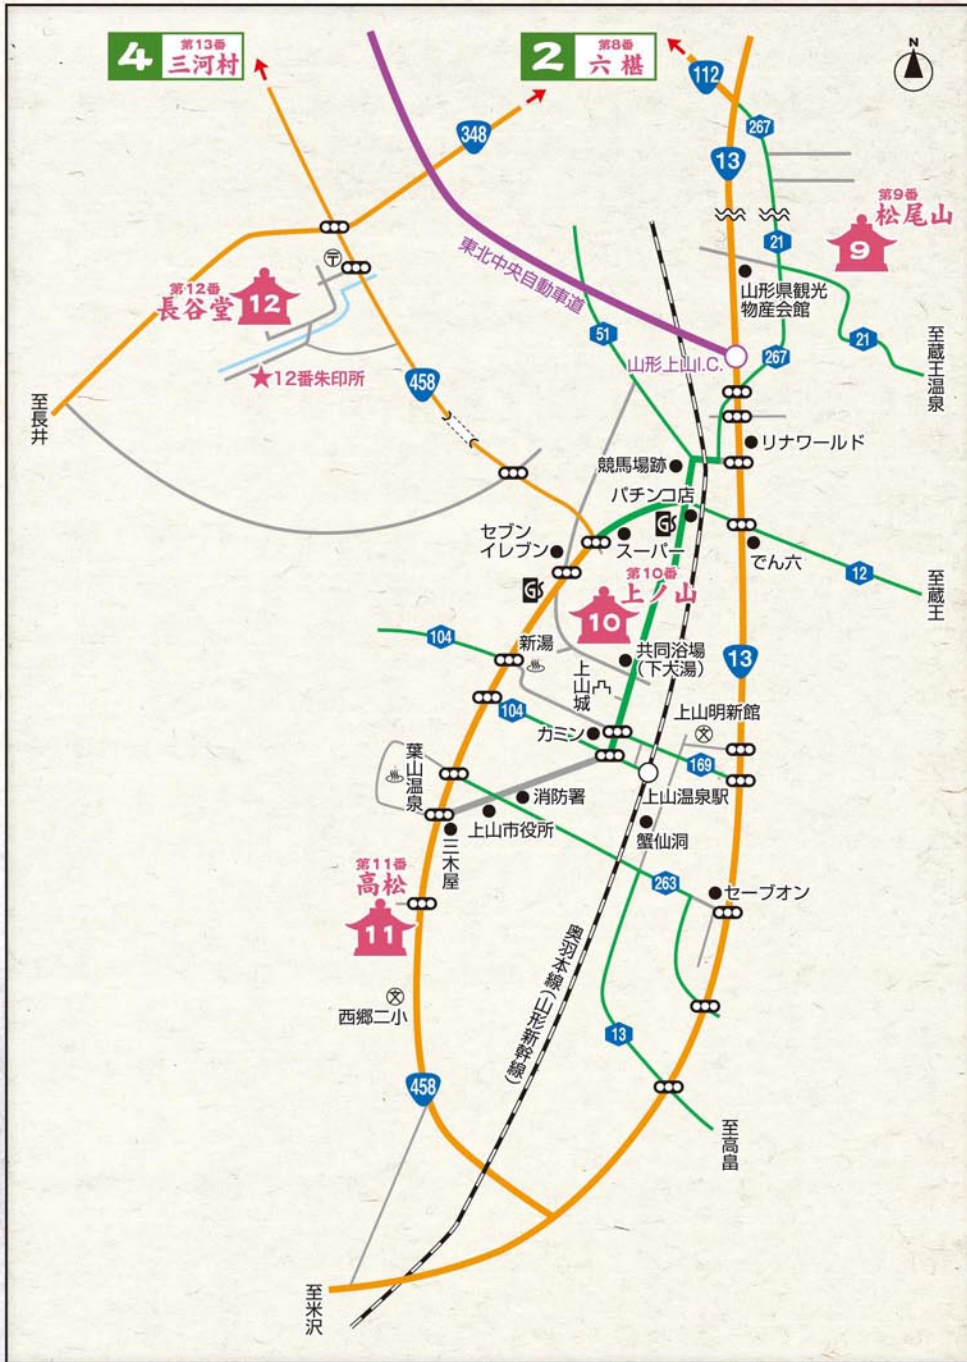 4
第13番
三河村
2
第8番
六椹
N
112
267
348
13
第9番
松尾山
9
21
山形県観光
物産会館
第12番
長谷堂
12
〒
東北中央自動車道
51
山形上山I.C.
267
21
至蔵王温泉
★12番朱印所
458
至長井
リナワールド
競馬場跡
パチンコ店
GS
セブン
イレブン
スーパー
でん六
12
至蔵王
GS
第10番
上ノ山
10
104
新湯
共同浴場
(下大湯)
13
上山城
104
上山明新館
文
カミン
169
葉山温泉
消防署
上山温泉駅
上山市役所
蟹仙洞
三木屋
第11番
高松
11
263
セーブオン
奥羽本線(山形新幹線)
文
西郷二小
13
458
至高畠
至米沢